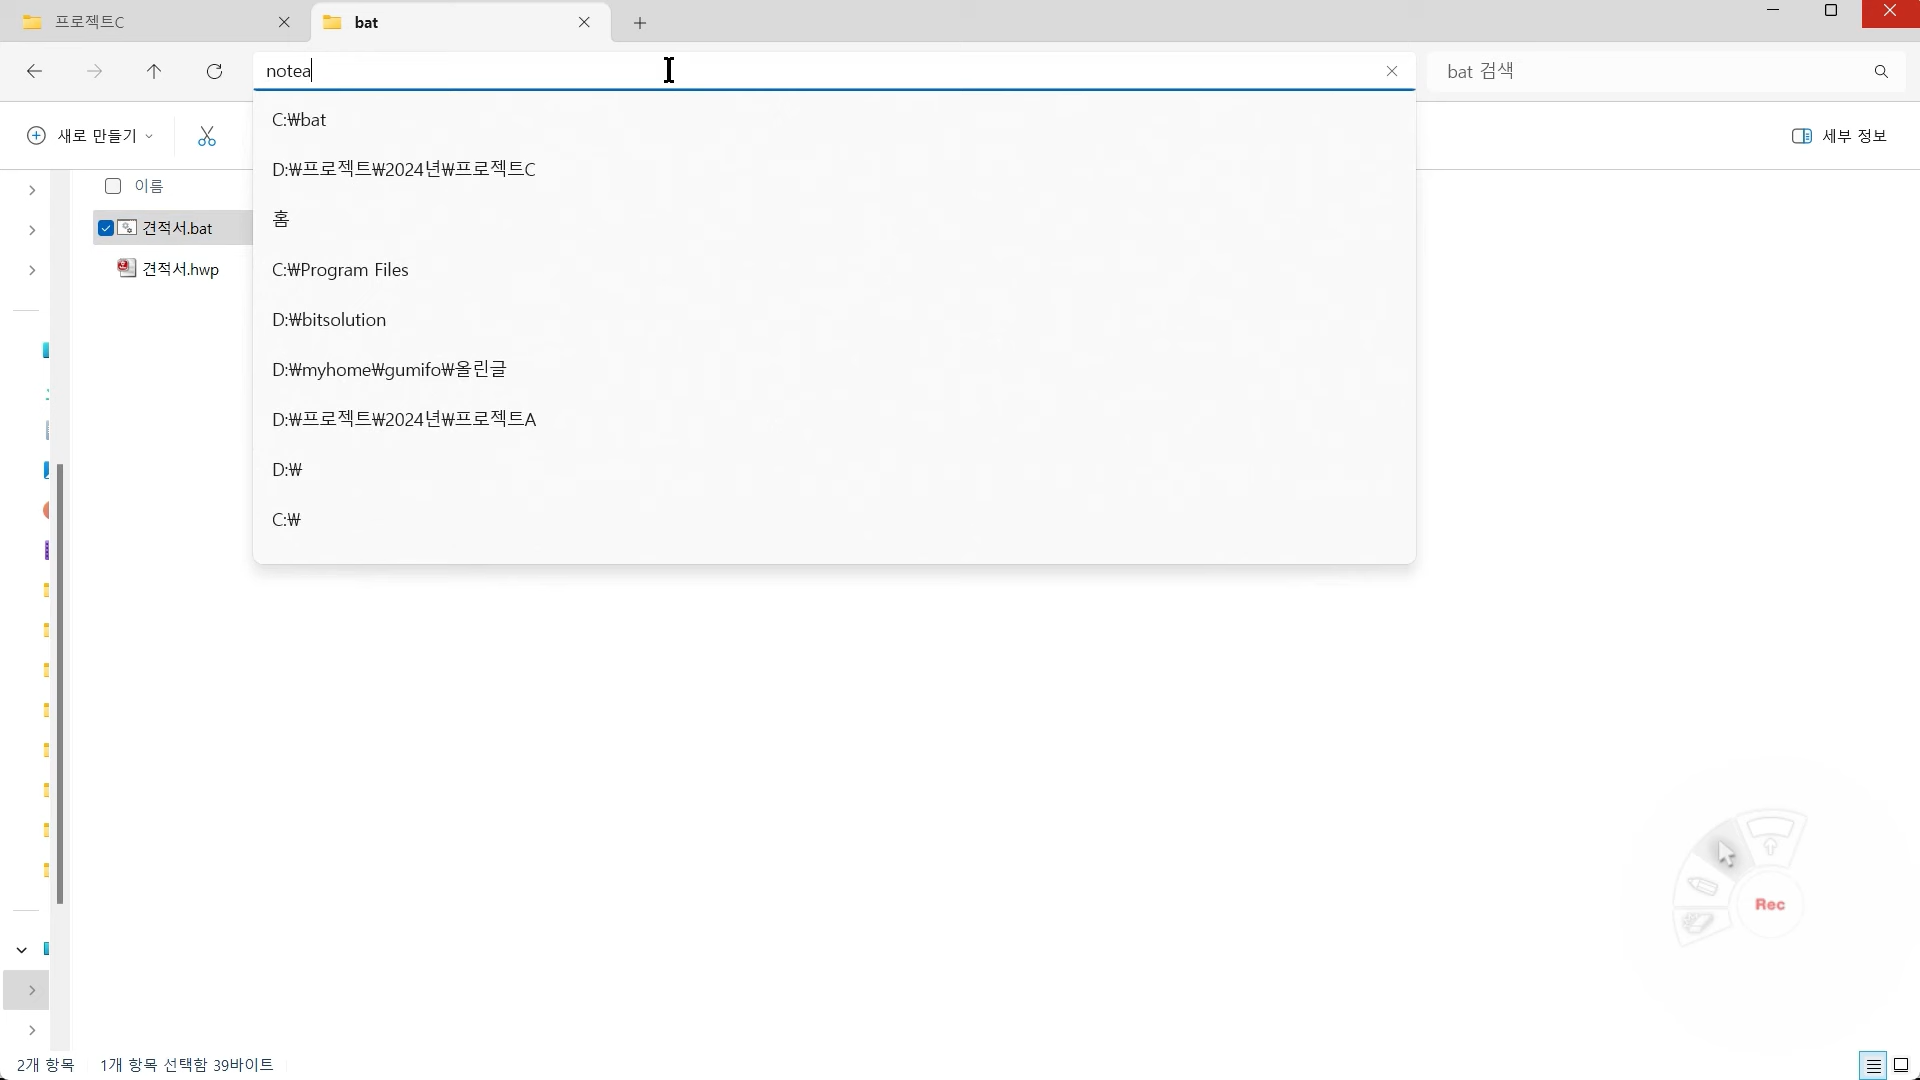 프로젝트C
bat
notea
bat 검색
새로 만들기
세부 정보
C:₩bat
D:₩프로젝트₩2024년₩프로젝트C
홈
C:₩Program Files
D:₩bitsolution
D:₩myhome₩gumifo₩올린글
D:₩프로젝트₩2024년₩프로젝트A
D:₩
C:₩
이름
견적서.bat
견적서.hwp
Rec
2개 항목
1개 항목 선택함 39바이트